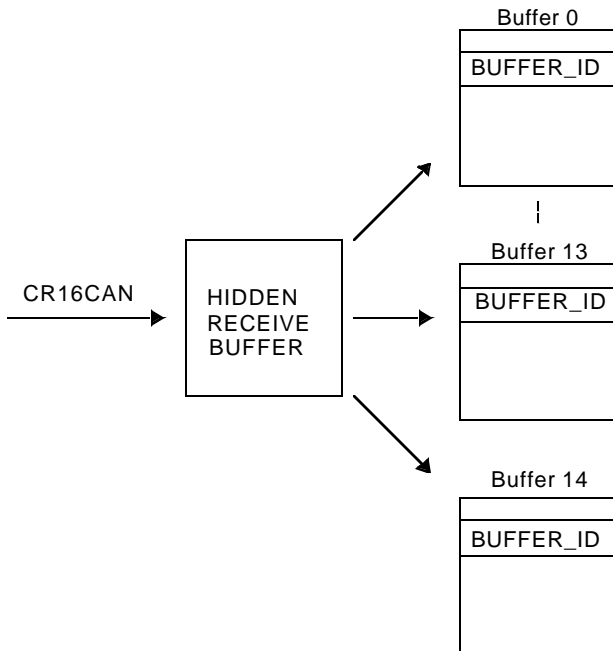 Buffer 0
BUFFER_ID
Buffer 13
CR16CAN
HIDDEN
RECEIVE
BUFFER
BUFFER_ID
Buffer 14
BUFFER_ID